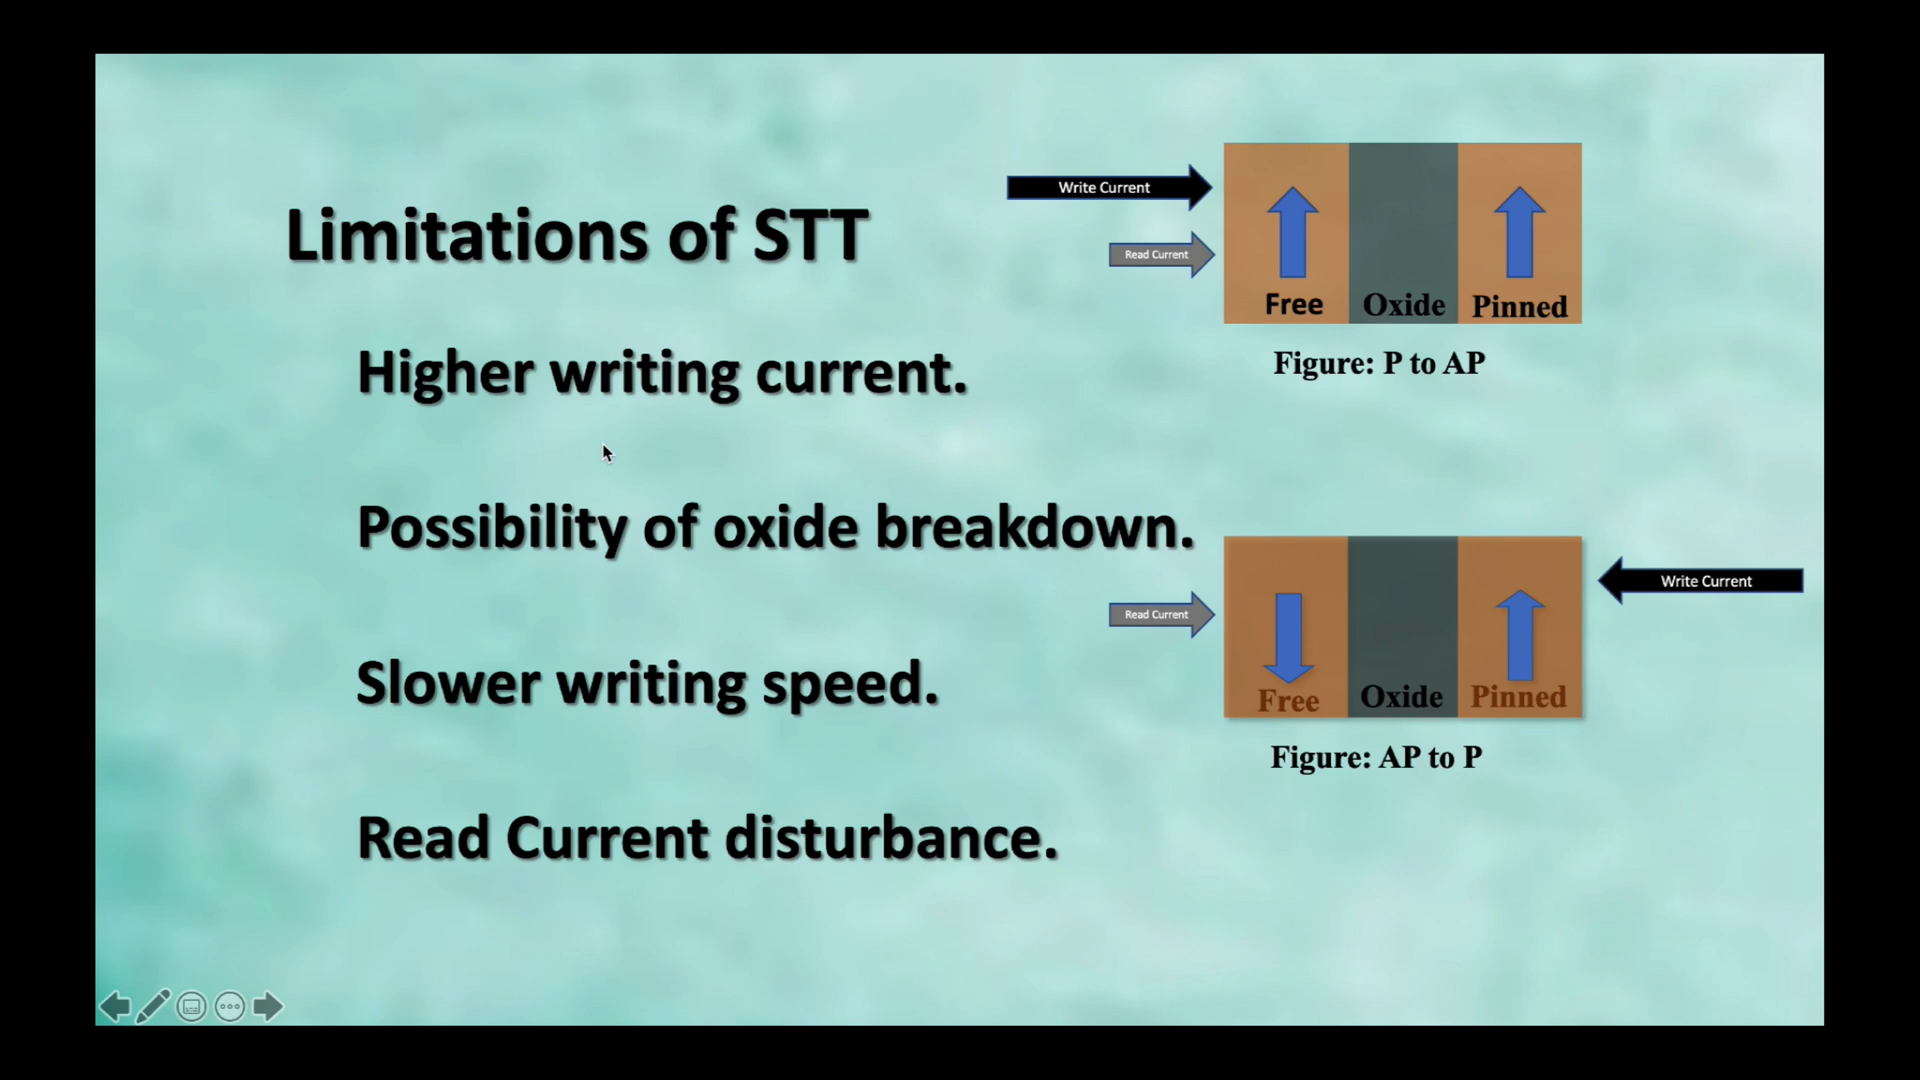 Limitations of STT
Higher writing current.
Possibility of oxide breakdown.
Slower writing speed.
Read Current disturbance.
Write Current
Read Current
Free Oxide Pinned
Figure: P to AP
Write Current
Read Current
Free Oxide Pinned
Figure: AP to P